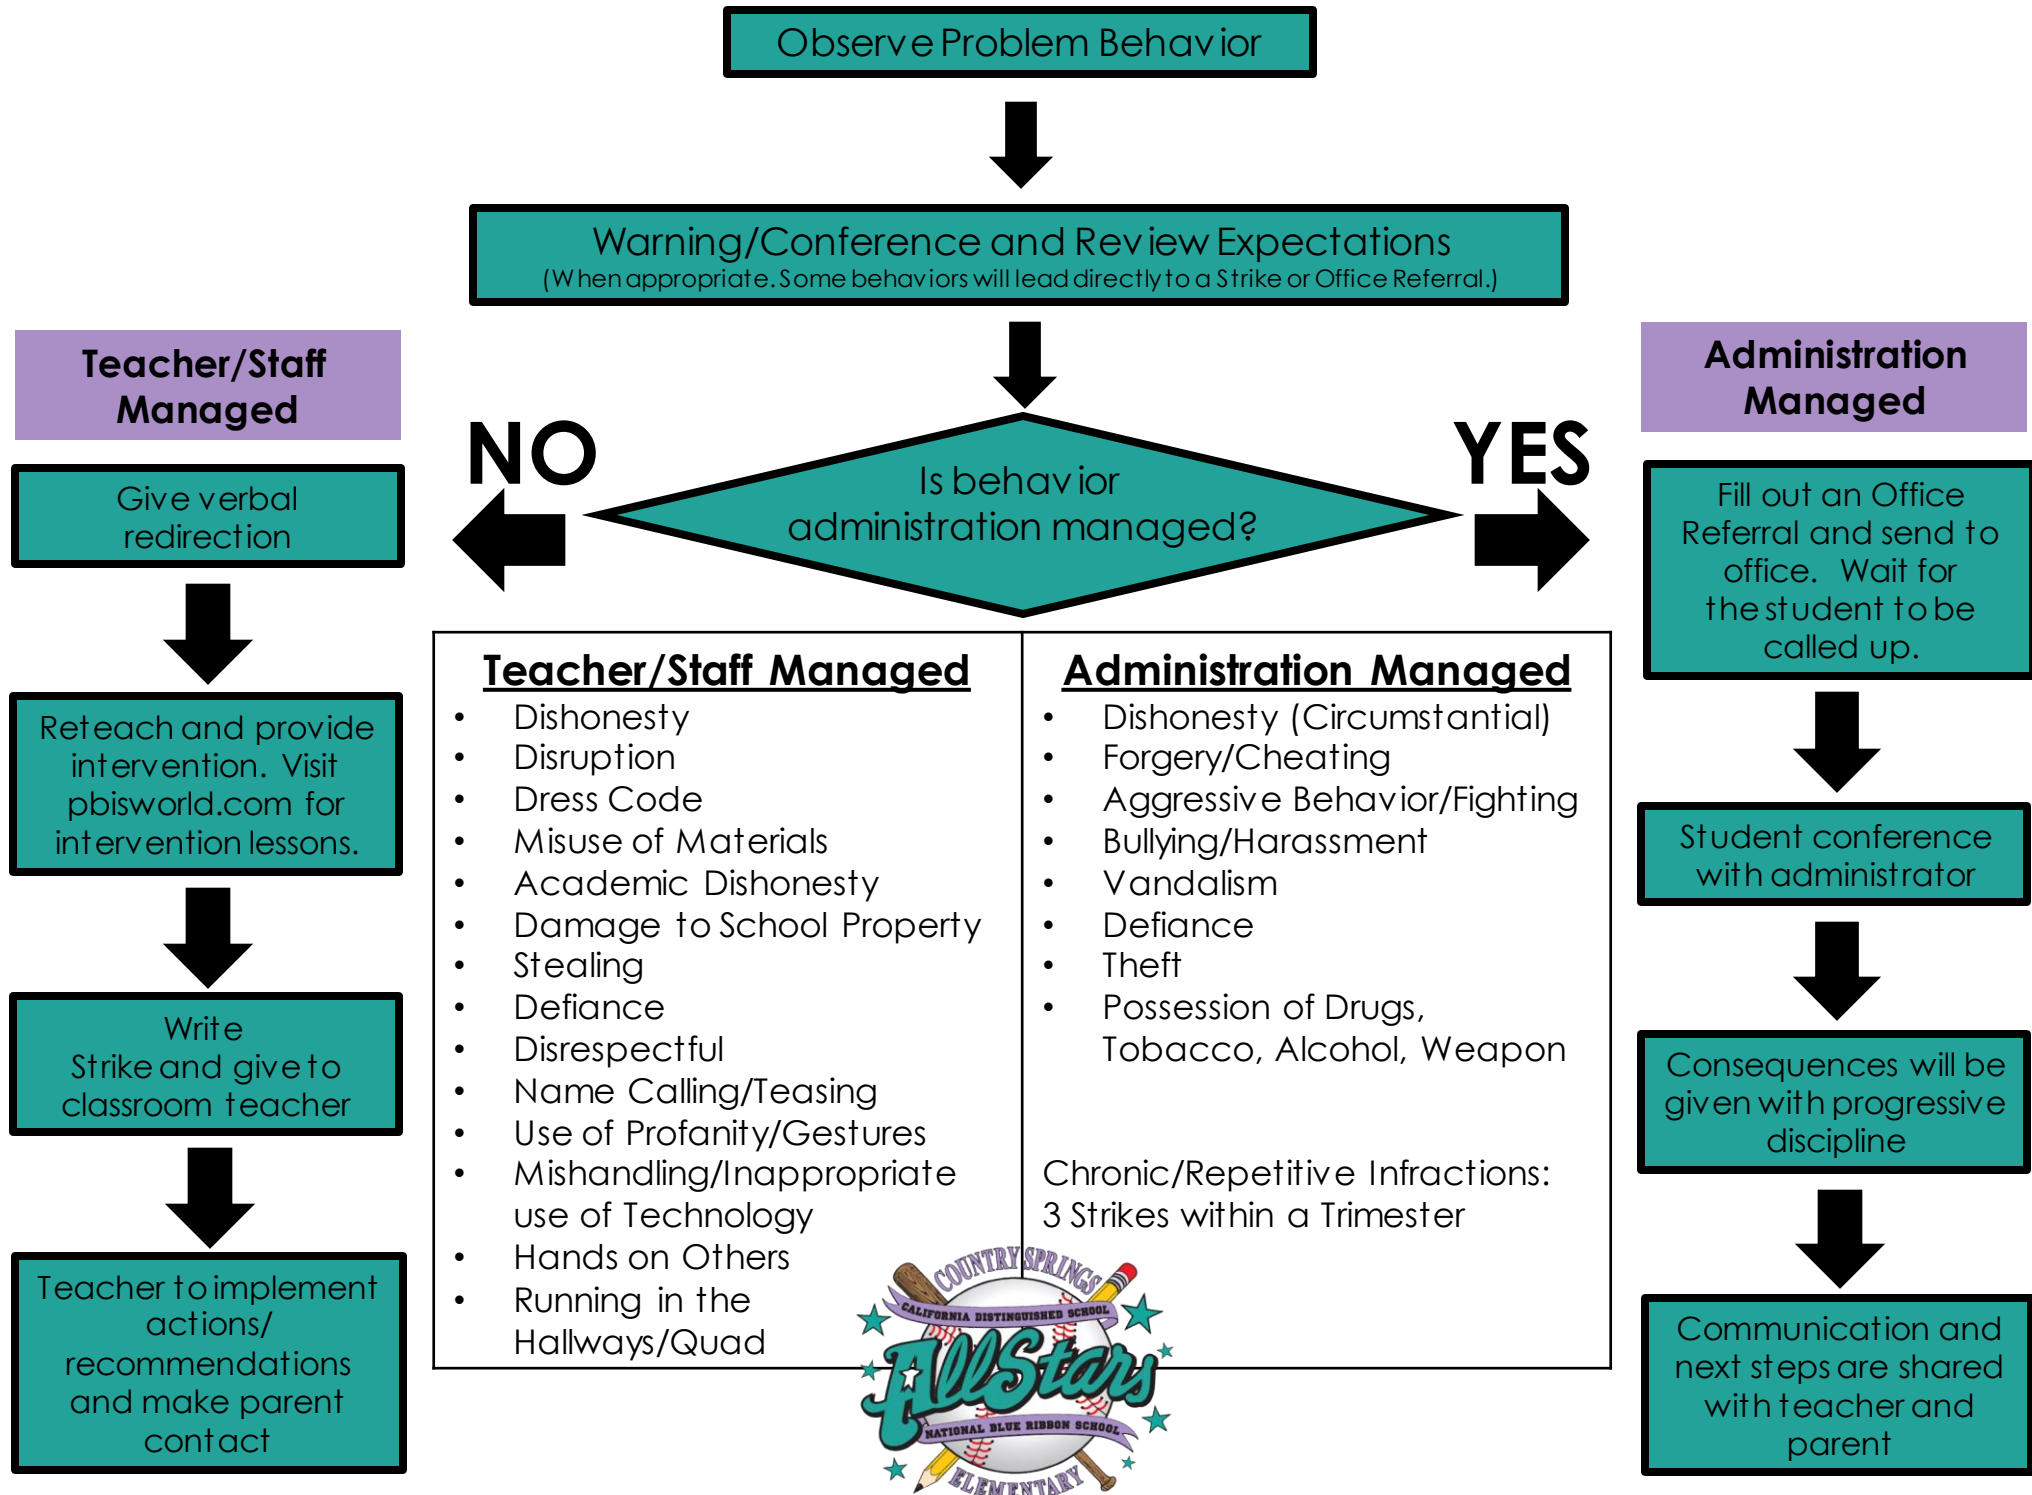 Observe Problem Behavior
Warning/Conference and Review Expectations
(When appropriate. Some behaviors will lead directly to a Strike or Office Referral.)
Teacher/Staff
Managed
Administration
Managed
NO
YES
Is behavior
administration managed?
Give verbal
redirection
Reteach and provide
intervention. Visit
pbisworld.com for
intervention lessons.
Write
Strike and give to
classroom teacher
Teacher to implement
actions/
recommendations
and make parent
contact
Teacher/Staff Managed
• Dishonesty
• Disruption
• Dress Code
• Misuse of Materials
• Academic Dishonesty
• Damage to School Property
• Stealing
• Defiance
• Disrespectful
• Name Calling/Teasing
• Use of Profanity/Gestures
• Mishandling/Inappropriate
use of Technology
• Hands on Others
• Running in the
Hallways/Quad
Administration Managed
• Dishonesty (Circumstantial)
• Forgery/Cheating
• Aggressive Behavior/Fighting
• Bullying/Harassment
• Vandalism
• Defiance
• Theft
• Possession of Drugs,
Tobacco, Alcohol, Weapon
Chronic/Repetitive Infractions:
3 Strikes within a Trimester
Fill out an Office
Referral and send to
office. Wait for
the student to be
called up.
Student conference
with administrator
Consequences will be
given with progressive
discipline
Communication and
next steps are shared
with teacher and
parent
COUNTRY SPRINGS
CALIFORNIA DISTINGUISHED SCHOOL
AllStars
NATIONAL BLUE RIBBON SCHOOL
ELEMENTARY